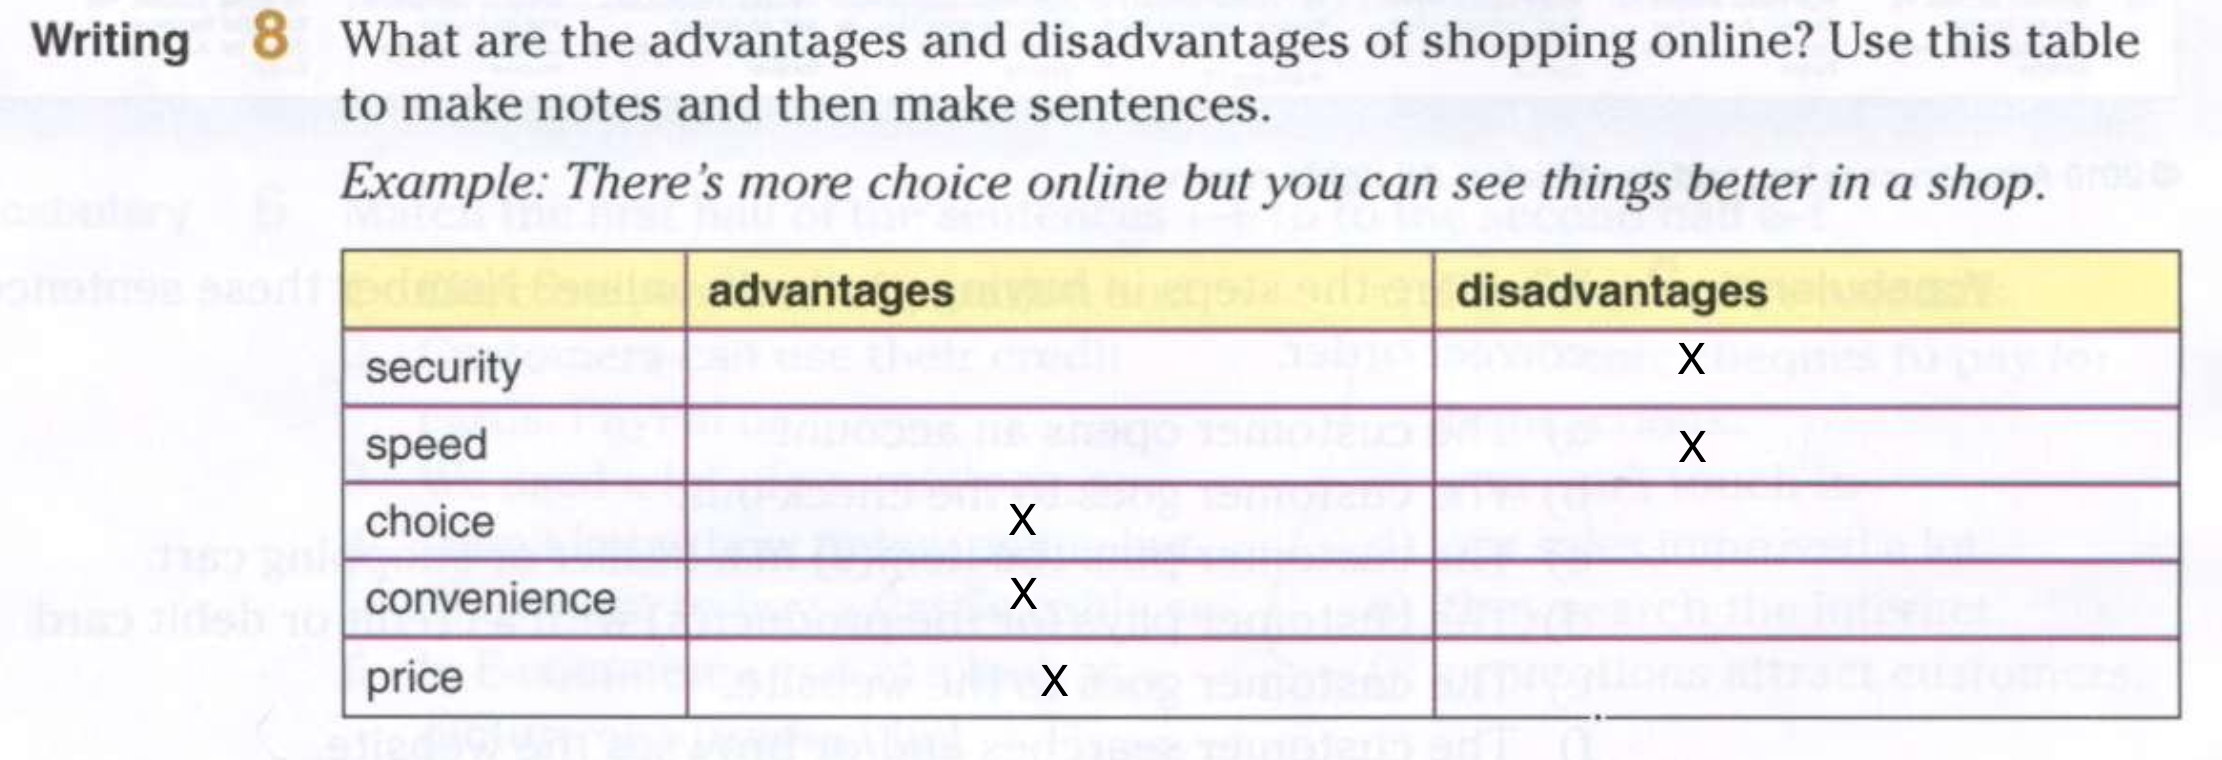 Writing 8 What are the advantages and disadvantages of shopping online? Use this table
to make notes and then make sentences.
Example: There's more choice online but you can see things better in a shop.
advantages disadvantages
security X
speed X
choice X
convenience X
price X